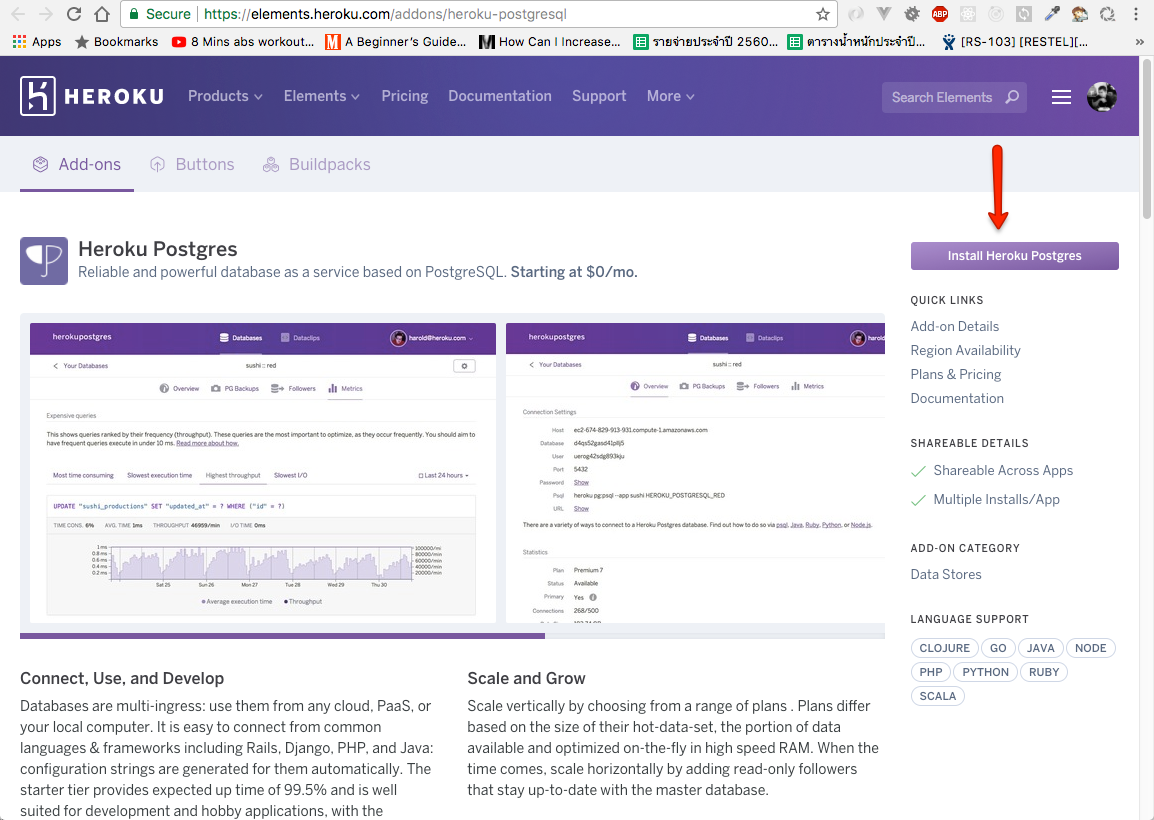 Secure https://elements.heroku.com/addons/heroku-postgresql
ABP
Apps Bookmarks 8 Mins abs workout... A Beginner's Guide... How Can I Increase... รายจ่ายประจำปี 2560... ตารางน้ำหนักประจำปี... [RS-103] [RESTEL][... »
HEROKU Products Elements Pricing Documentation Support More Search Elements
Add-ons Buttons Buildpacks
Heroku Postgres
Reliable and powerful database as a service based on PostgreSQL. Starting at $0/mo.
Install Heroku Postgres
herokupostgres Databases Dataclips harold@heroku.com
Your Databases sushi :: red
Overview PG Backups Followers Metrics
Expensive queries
This shows queries ranked by their frequency (throughput). These queries are the most important to optimize, as they occur frequently. You should aim to
have frequent queries execute in under 10 ms. Read more about how.
Most time consuming Slowest execution time Highest throughput Slowest I/O Last 24 hours
UPDATE "sushi_productions" SET "updated_at" = ? WHERE ("id" = ?)
TIME CONS. 6% AVG. TIME 1ms THROUGHPUT 46959/min I/O TIME 0ms
1 ms 100000/mi
0.8 ms 80000/min
0.6 ms 60000/min
0.4 ms 40000/min
0.2 ms 20000/min
Sat 25 Sun 26 Mon 27 Tue 28 Wed 29 Thu 30
Average execution time Throughput
herokupostgres Databases Dataclips harold
Your Databases sushi :: red
Overview PG Backups Followers Metrics
Connection Settings
Host ec2-674-829-913-931.compute-1.amazonaws.com
Database
User uerog42sdg893kju
Port 5432
Password Show
Psql heroku pg:psql --app sushi HEROKU_POSTGRESQL_RED
URL Show
There are a variety of ways to connect to a Heroku Postgres database. Find out how to do so via psql, Java, Ruby, Python, or Node.js.
Statistics
Plan Premium 7
Status Available
Primary Yes
Connections 268/500
QUICK LINKS
Add-on Details
Region Availability
Plans & Pricing
Documentation
SHAREABLE DETAILS
Shareable Across Apps
Multiple Installs/App
ADD-ON CATEGORY
Data Stores
LANGUAGE SUPPORT
CLOJURE GO JAVA NODE
PHP PYTHON RUBY
SCALA
Connect, Use, and Develop
Databases are multi-ingress: use them from any cloud, PaaS, or
your local computer. It is easy to connect from common
languages & frameworks including Rails, Django, PHP, and Java:
configuration strings are generated for them automatically. The
starter tier provides expected up time of 99.5% and is well
suited for development and hobby applications, with the
Scale and Grow
Scale vertically by choosing from a range of plans . Plans differ
based on the size of their hot-data-set, the portion of data
available and optimized on-the-fly in high speed RAM. When the
time comes, scale horizontally by adding read-only followers
that stay up-to-date with the master database.